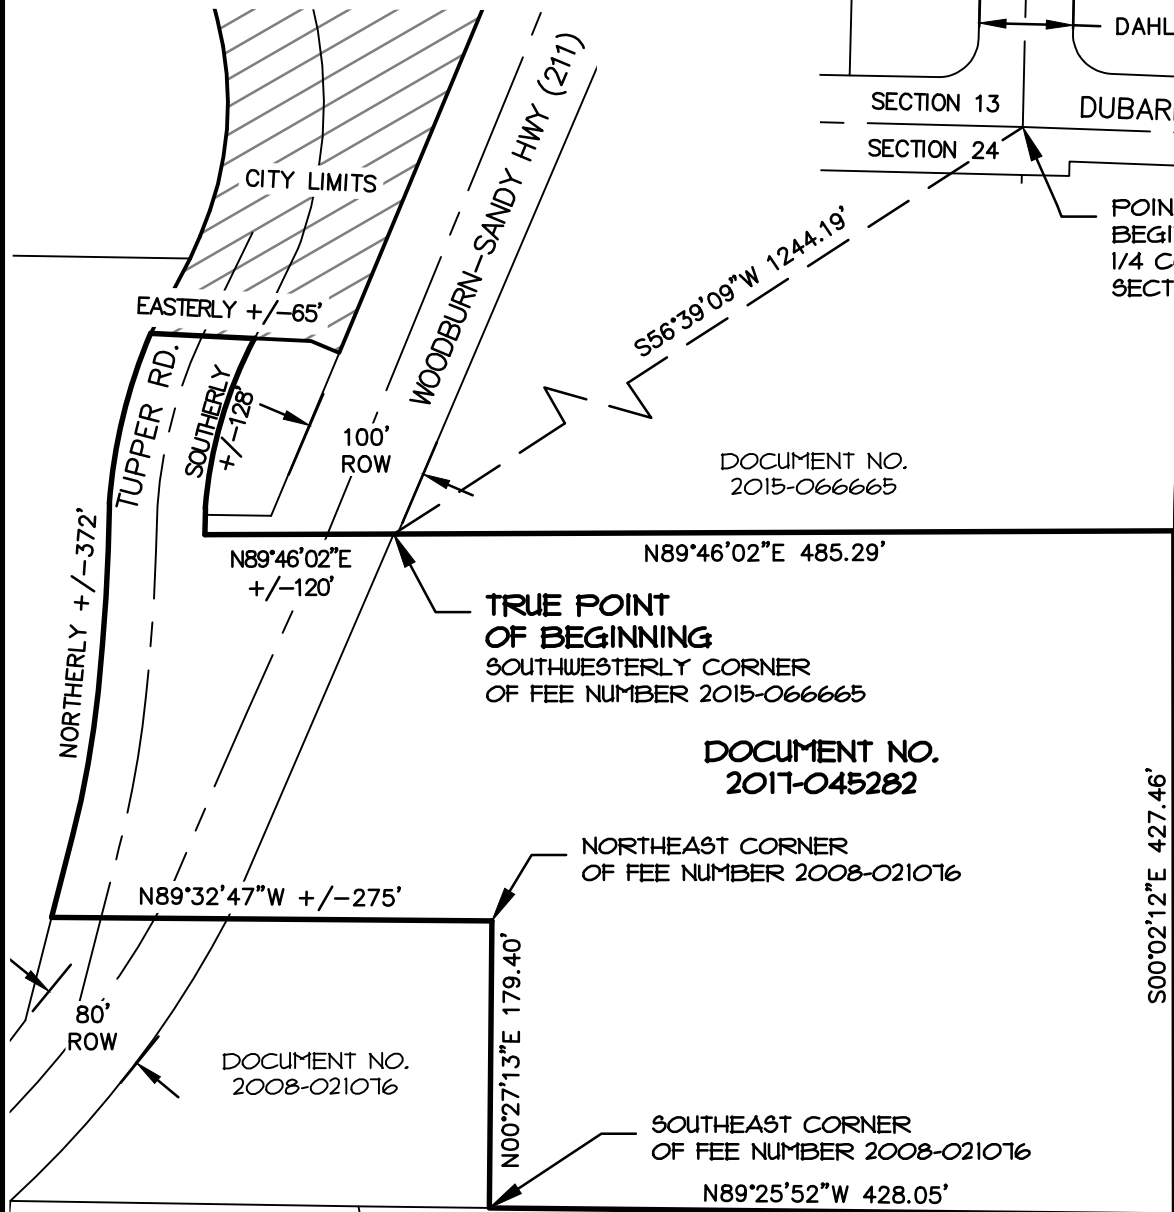 DAHL
SECTION 13
DUBAR
SECTION 24
WOODBURN–SANDY HWY (211)
CITY LIMITS
S56°39'09"W 1244.19'
POIN
BEGI
1/4 C
SECT
EASTERLY +/–65'
TUPPER RD.
SOUTHERLY
+/–128'
100'
ROW
DOCUMENT NO.
2015-066665
N89°46'02"E
+/–120'
N89°46'02"E 485.29'
NORTHERLY +/–372'
TRUE POINT
OF BEGINNING
SOUTHWESTERLY CORNER
OF FEE NUMBER 2015-066665
DOCUMENT NO.
2017-045282
S00°02'12"E 427.46'
NORTHEAST CORNER
OF FEE NUMBER 2008-021076
N89°32'47"W +/–275'
N00°27'13"E 179.40'
80'
ROW
DOCUMENT NO.
2008-021076
SOUTHEAST CORNER
OF FEE NUMBER 2008-021076
N89°25'52"W 428.05'